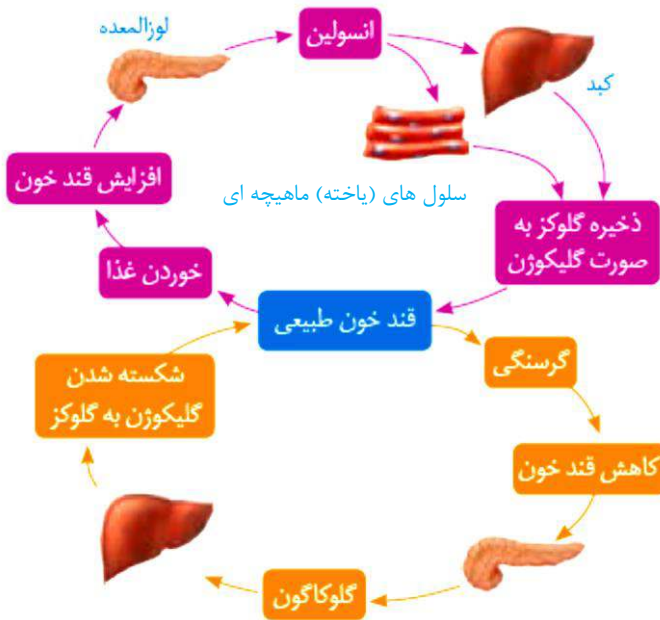 لوزالمعده
انسولین
کبد
افزایش قند خون
سلول های (یاخته) ماهیچه ای
ذخیره گلوکز به
صورت گلیکوژن
خوردن غذا
قند خون طبیعی
گرسنگی
شکسته شدن
گلیکوژن به گلوکز
کاهش قند خون
گلوکاگون